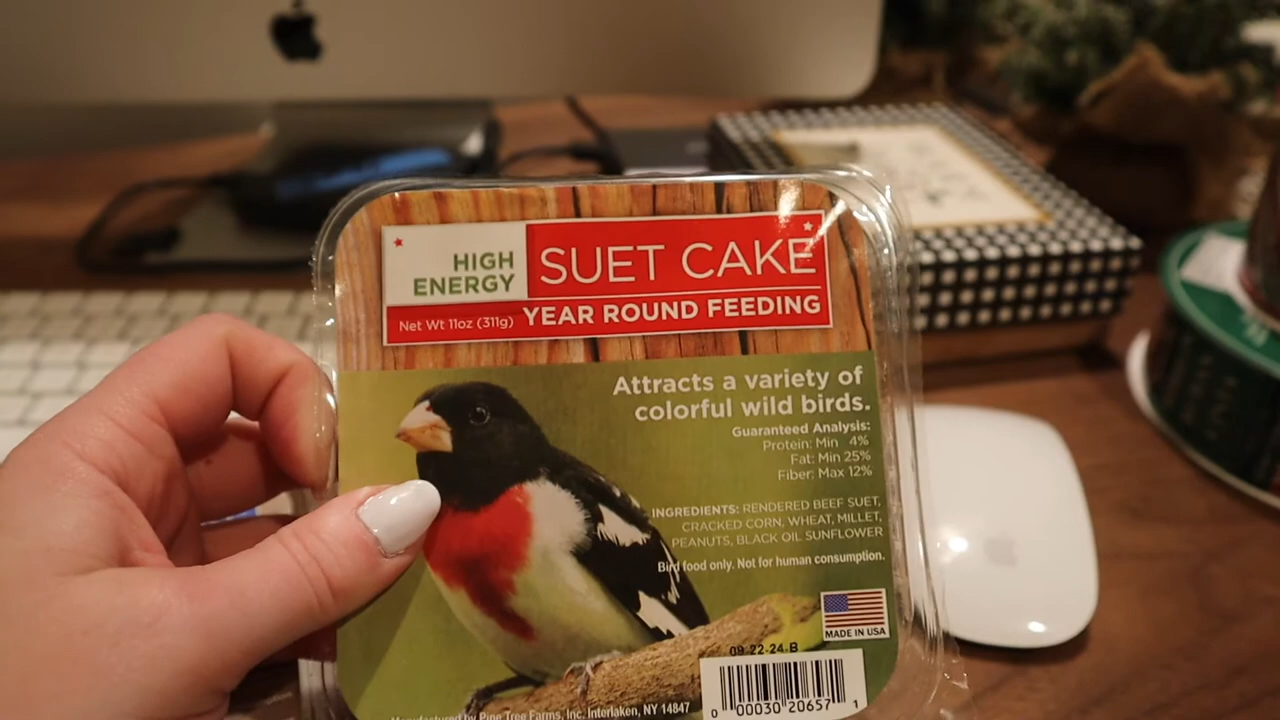 HIGH
ENERGY
SUET CAKE
Net Wt 11oz (311g)
YEAR ROUND FEEDING
Attracts a variety of
colorful wild birds.
Guaranteed Analysis:
Protein: Min 4%
Fat: Min 25%
Fiber: Max 12%
INGREDIENTS: RENDERED BEEF SUET,
CRACKED CORN, WHEAT, MILLET,
PEANUTS, BLACK OIL SUNFLOWER
Bird food only. Not for human consumption.
MADE IN USA
09-22-24-B
0 00030 20657 1
Manufactured by Pine Tree Farms, Inc. Interlaken, NY 14847